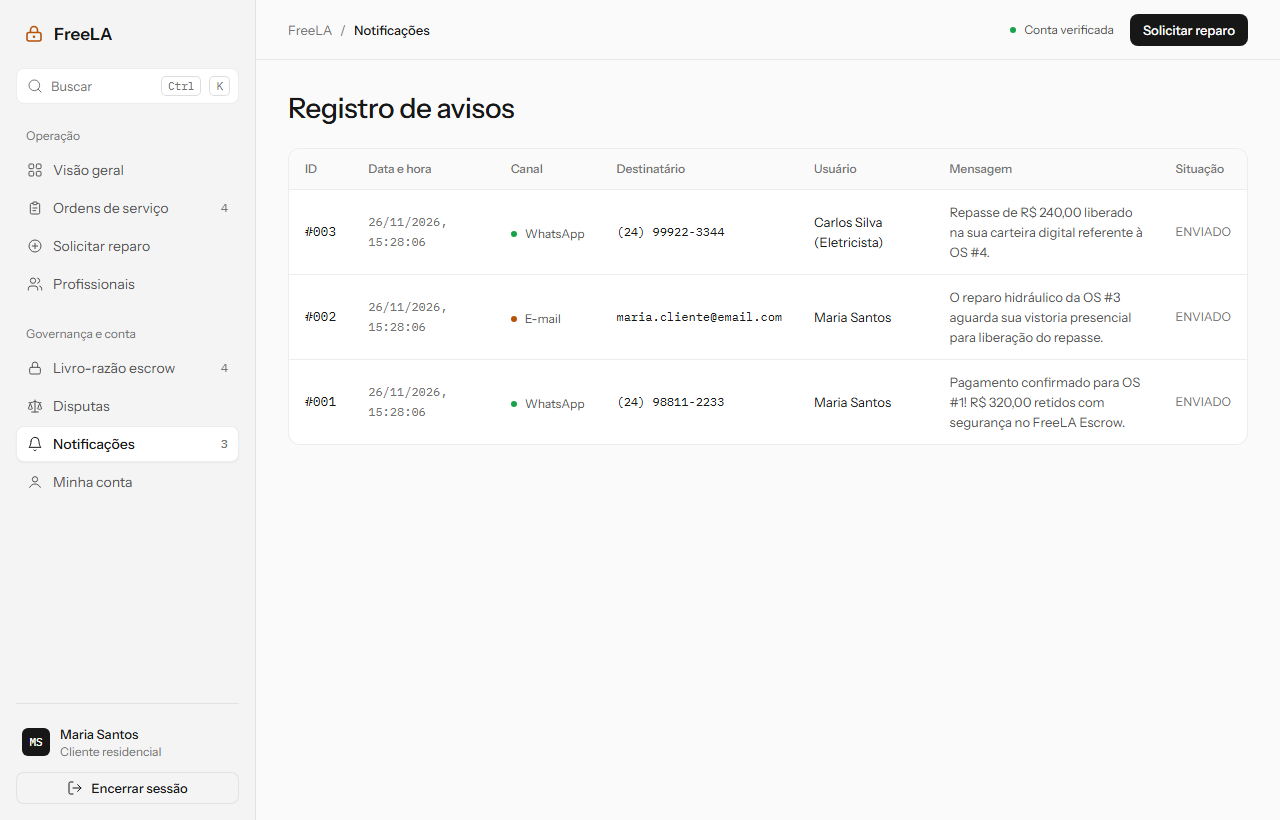 FreeLA
Buscar Ctrl K
Operação
Visão geral
Ordens de serviço 4
Solicitar reparo
Profissionais
Governança e conta
Livro-razão escrow 4
Disputas
Notificações 3
Minha conta
MS
Maria Santos
Cliente residencial
Encerrar sessão
FreeLA / Notificações
Conta verificada
Solicitar reparo
Registro de avisos
ID Data e hora Canal Destinatário Usuário Mensagem Situação
#003
26/11/2026,
15:28:06
WhatsApp
(24) 99922-3344
Carlos Silva
(Eletricista)
Repasse de R$ 240,00 liberado
na sua carteira digital referente à
OS #4.
ENVIADO
#002
26/11/2026,
15:28:06
E-mail
maria.cliente@email.com
Maria Santos
O reparo hidráulico da OS #3
aguarda sua vistoria presencial
para liberação do repasse.
ENVIADO
#001
26/11/2026,
15:28:06
WhatsApp
(24) 98811-2233
Maria Santos
Pagamento confirmado para OS
#1! R$ 320,00 retidos com
segurança no FreeLA Escrow.
ENVIADO